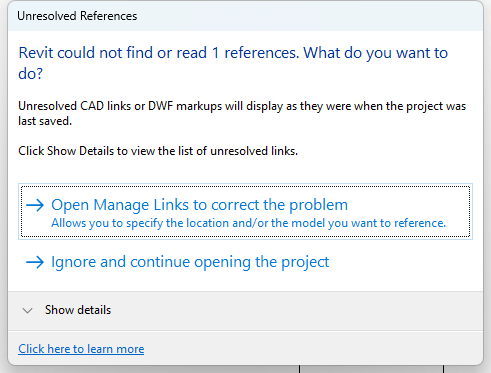 Unresolved References
Revit could not find or read 1 references. What do you want to
do?
Unresolved CAD links or DWF markups will display as they were when the project was
last saved.
Click Show Details to view the list of unresolved links.
Open Manage Links to correct the problem
Allows you to specify the location and/or the model you want to reference.
Ignore and continue opening the project
Show details
Click here to learn more